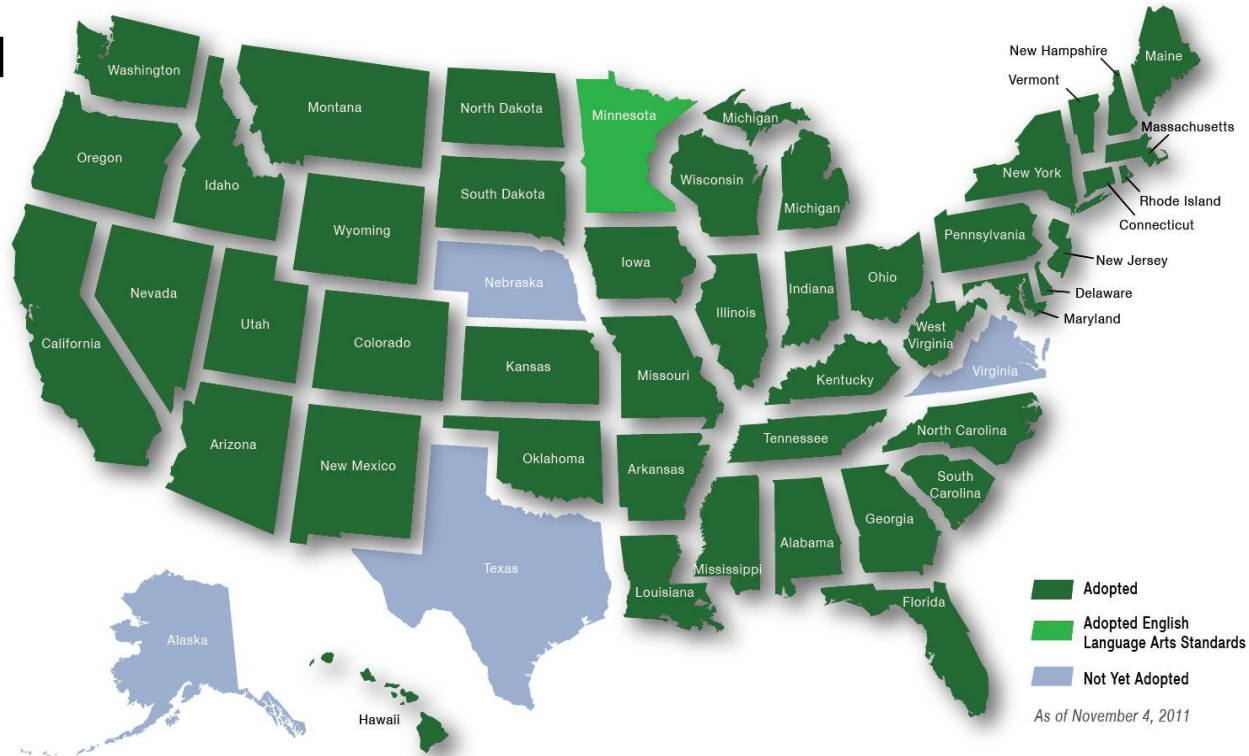 Washington
Montana
North Dakota
Minnesota
Michigan
New Hampshire
Vermont
Maine
Massachusetts
Oregon
Idaho
South Dakota
Wisconsin
Michigan
New York
Rhode Island
Connecticut
Wyoming
Pennsylvania
New Jersey
Iowa
Nebraska
Nevada
Utah
Illinois
Indiana
Ohio
Delaware
Maryland
West
Virginia
California
Colorado
Kansas
Missouri
Kentucky
Virginia
Arizona
New Mexico
Oklahoma
Arkansas
Tennessee
North Carolina
South
Carolina
Texas
Louisiana
Mississippi
Alabama
Georgia
Florida
Alaska
Hawaii
Adopted
Adopted English
Language Arts Standards
Not Yet Adopted
As of November 4, 2011